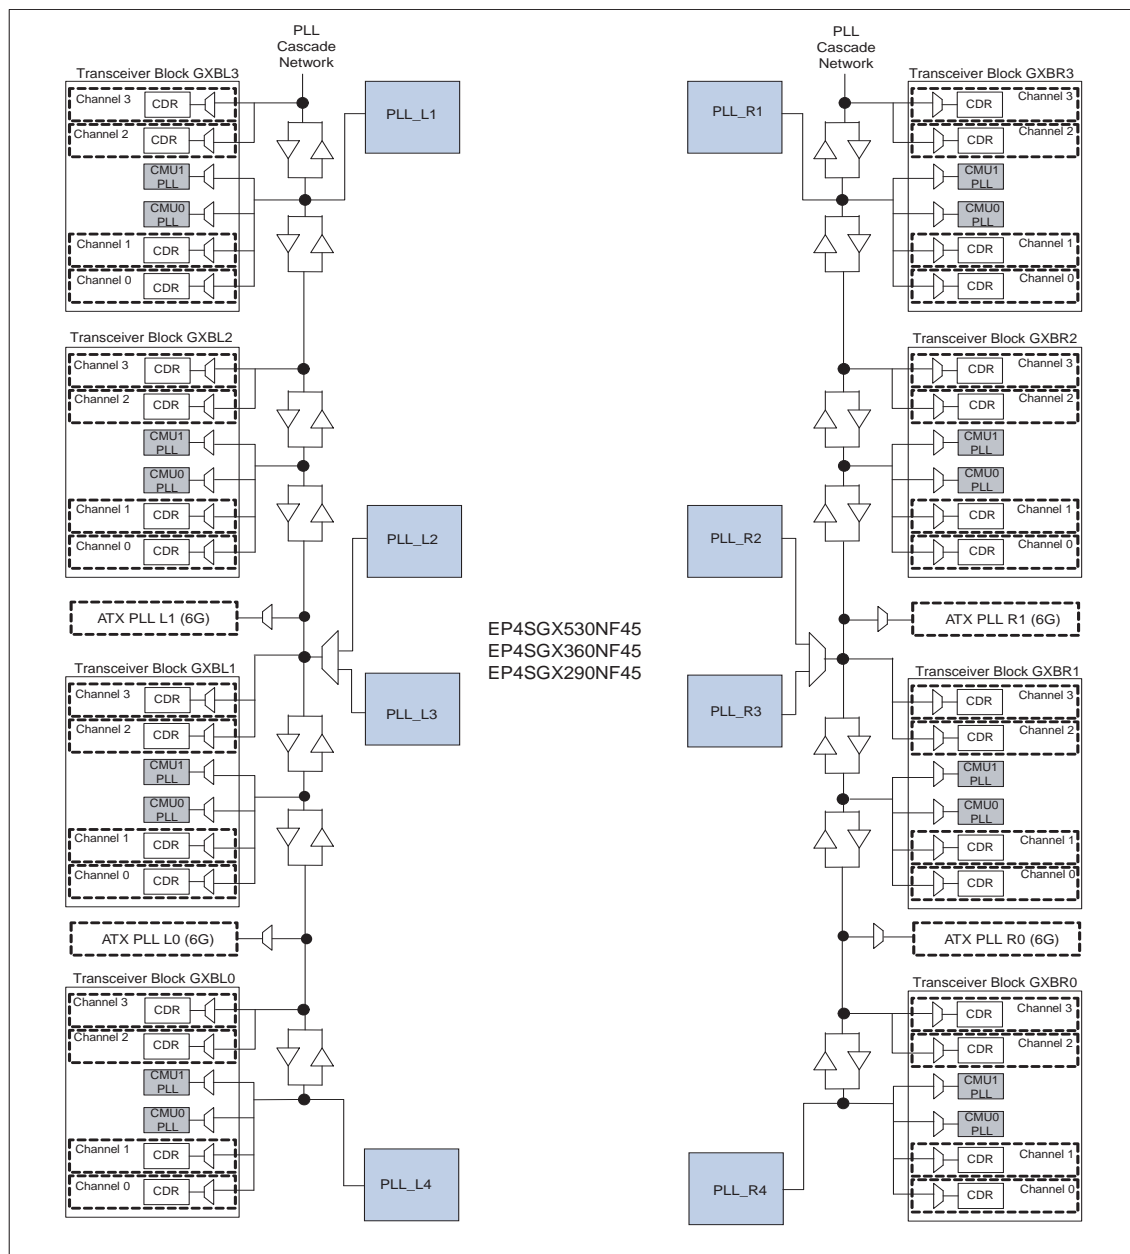 PLL
Cascade
Network
Transceiver Block GXBL3
Channel 3
CDR
Channel 2
CDR
CMU1
PLL
CMU0
PLL
Channel 1
CDR
Channel 0
CDR
PLL_L1
Transceiver Block GXBL2
Channel 3
CDR
Channel 2
CDR
CMU1
PLL
CMU0
PLL
Channel 1
CDR
Channel 0
CDR
PLL_L2
ATX PLL L1 (6G)
Transceiver Block GXBL1
Channel 3
CDR
Channel 2
CDR
CMU1
PLL
CMU0
PLL
Channel 1
CDR
Channel 0
CDR
PLL_L3
ATX PLL L0 (6G)
Transceiver Block GXBL0
Channel 3
CDR
Channel 2
CDR
CMU1
PLL
CMU0
PLL
Channel 1
CDR
Channel 0
CDR
PLL_L4
EP4SGX530NF45
EP4SGX360NF45
EP4SGX290NF45
PLL
Cascade
Network
PLL_R1
Transceiver Block GXBR3
CDR
Channel 3
CDR
Channel 2
CMU1
PLL
CMU0
PLL
CDR
Channel 1
CDR
Channel 0
PLL_R2
Transceiver Block GXBR2
CDR
Channel 3
CDR
Channel 2
CMU1
PLL
CMU0
PLL
CDR
Channel 1
CDR
Channel 0
ATX PLL R1 (6G)
PLL_R3
Transceiver Block GXBR1
CDR
Channel 3
CDR
Channel 2
CMU1
PLL
CMU0
PLL
CDR
Channel 1
CDR
Channel 0
ATX PLL R0 (6G)
PLL_R4
Transceiver Block GXBR0
CDR
Channel 3
CDR
Channel 2
CMU1
PLL
CMU0
PLL
CDR
Channel 1
CDR
Channel 0